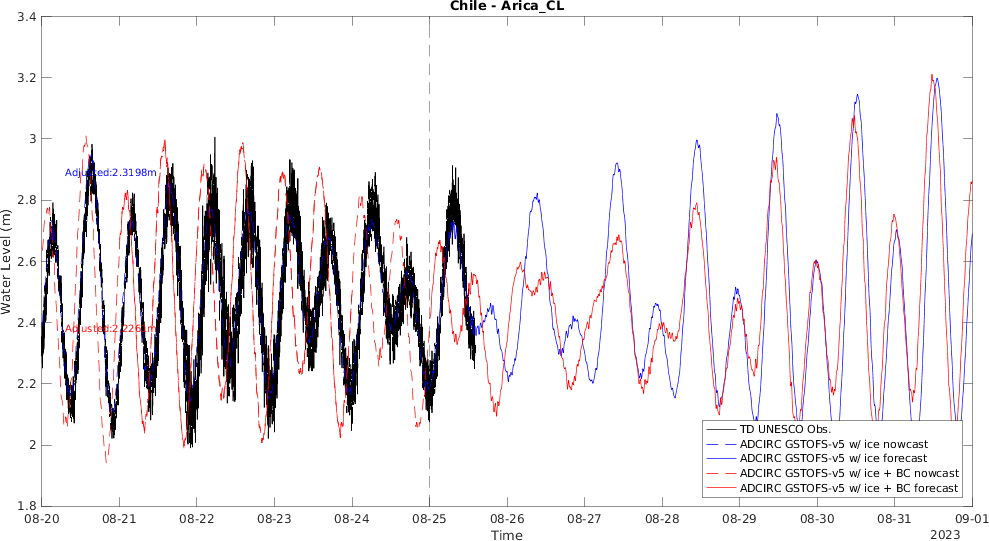 Chile - Arica_CL
3.4
3.2
3
2.8
2.6
2.4
2.2
2
1.8
Water Level (m)
Adjusted:2.3198m
Adjusted:2.2261m
TD UNESCO Obs.
ADCIRC GSTOFS-v5 w/ ice nowcast
ADCIRC GSTOFS-v5 w/ ice forecast
ADCIRC GSTOFS-v5 w/ ice + BC nowcast
ADCIRC GSTOFS-v5 w/ ice + BC forecast
08-20 08-21 08-22 08-23 08-24 08-25 08-26 08-27 08-28 08-29 08-30 08-31 09-01
Time
2023